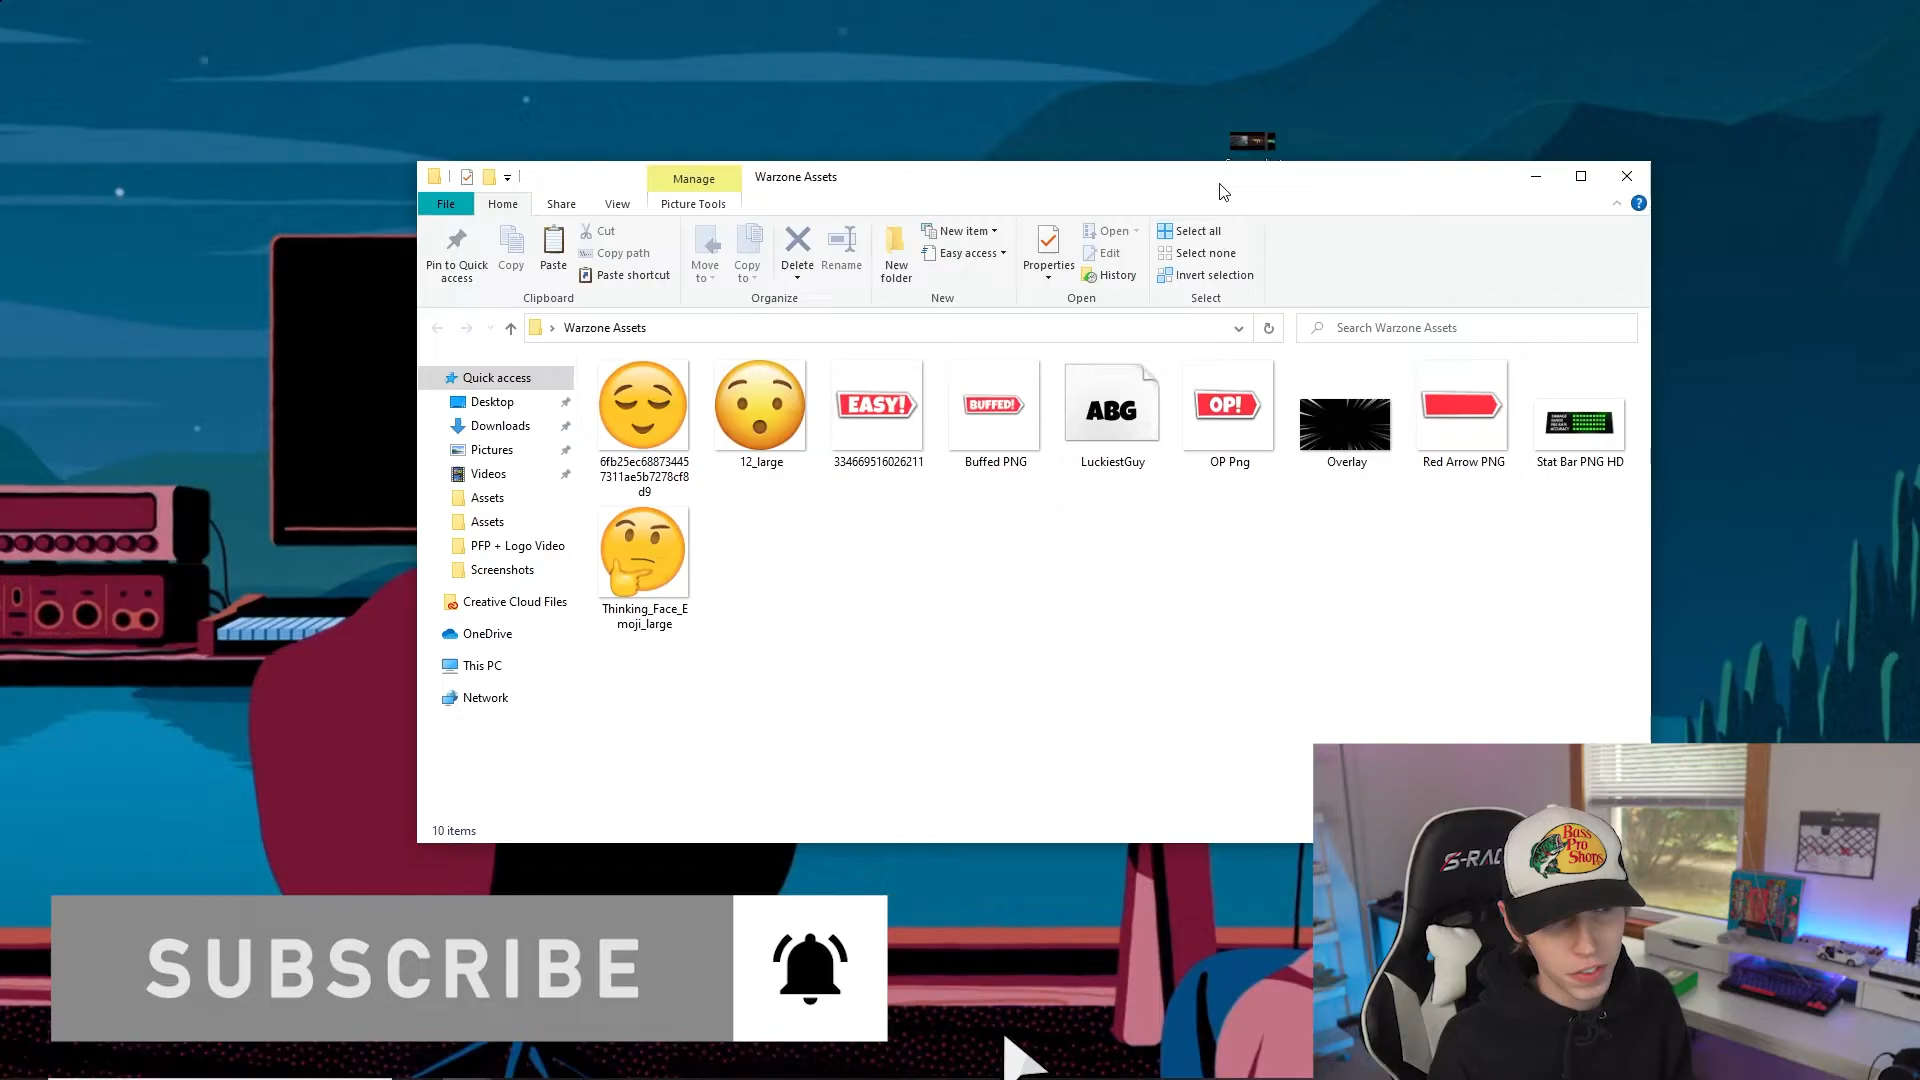 Manage
Warzone Assets
File
Home
Share
View
Picture Tools
Pin to Quick
access
Copy
Paste
Cut
Copy path
Paste shortcut
Clipboard
Move
to
Copy
to
Delete
Rename
Organize
New
folder
New item
Easy access
New
Properties
Open
Edit
History
Open
Select all
Select none
Invert selection
Select
Warzone Assets
Search Warzone Assets
Quick access
Desktop
Downloads
Pictures
Videos
Assets
Assets
PFP + Logo Video
Screenshots
Creative Cloud Files
OneDrive
This PC
Network
6fb25ec68873445
7311ae5b7278cf8
d9
12_large
EASY!
334669516026211
BUFFED!
Buffed PNG
ABG
LuckiestGuy
OP!
OP Png
Overlay
Red Arrow PNG
Stat Bar PNG HD
Thinking_Face_E
moji_large
10 items
SUBSCRIBE
Bass
Pro
Shops